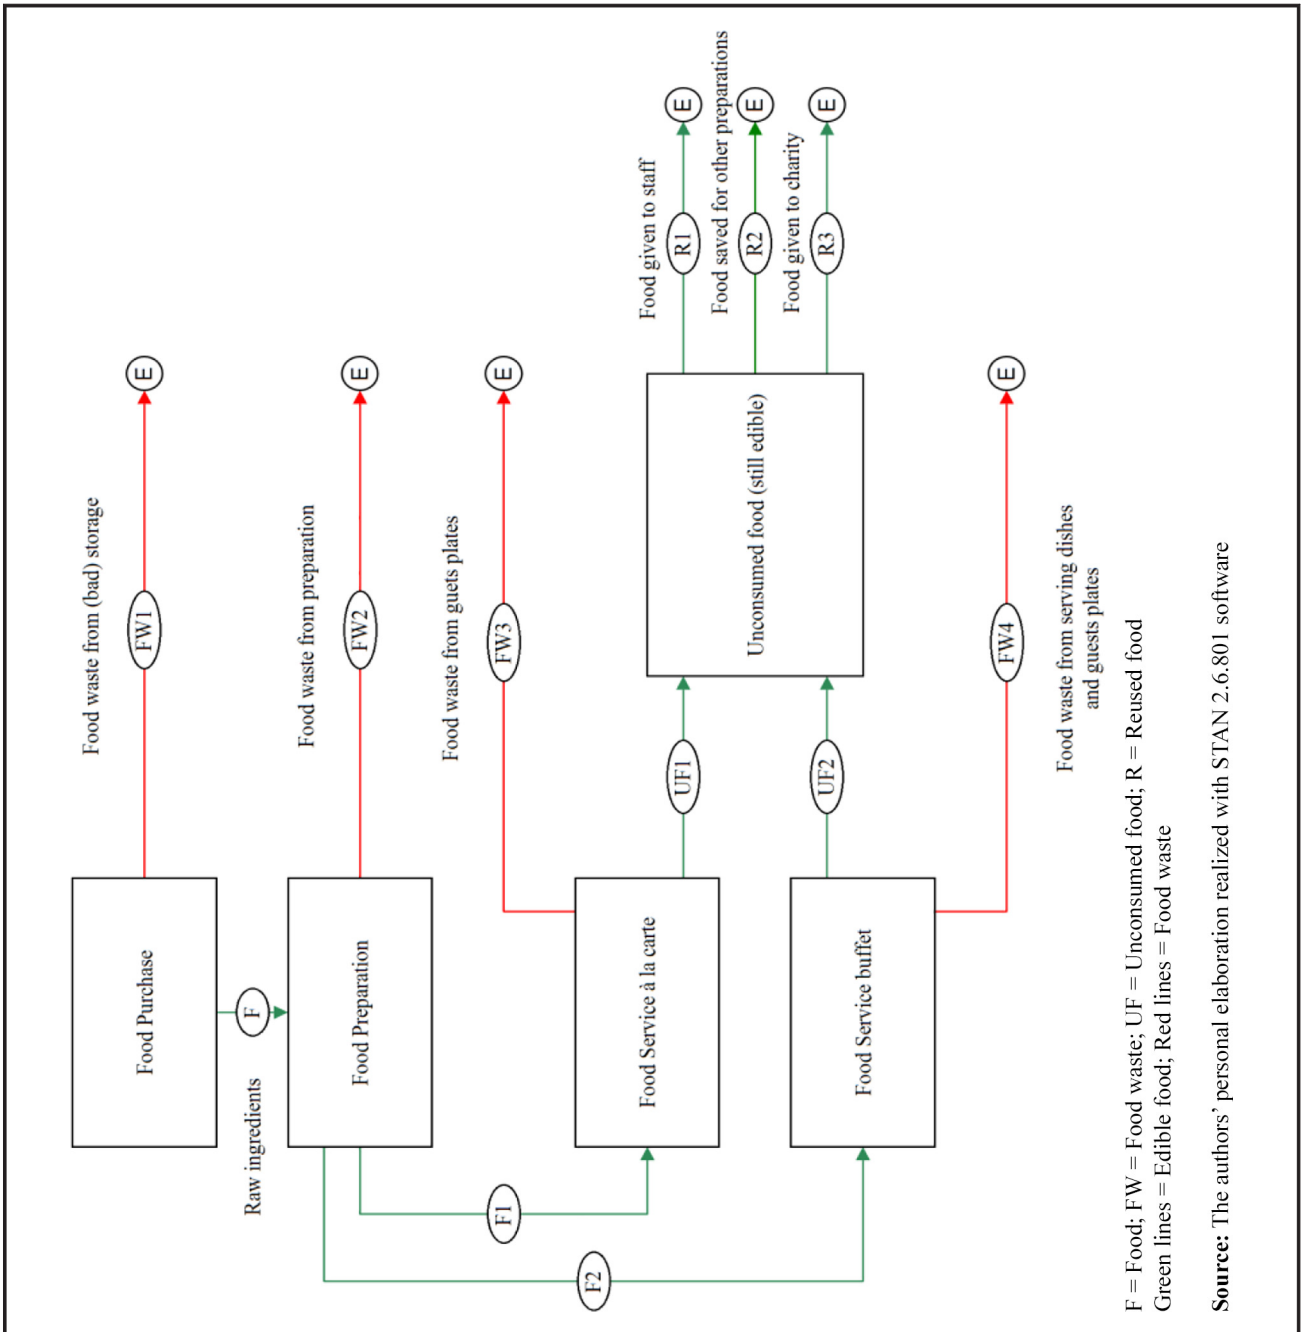 Food Purchase
FW1
Food waste from (bad) storage
E
F
Raw ingredients
Food Preparation
FW2
Food waste from preparation
E
F1
F2
Food Service à la carte
FW3
Food waste from guets plates
E
UF1
Food Service buffet
UF2
FW4
Food waste from serving dishes
and guests plates
E
Unconsumed food (still edible)
Food given to staff
R1
E
Food saved for other preparations
R2
E
Food given to charity
R3
E
F = Food; FW = Food waste; UF = Unconsumed food; R = Reused food
Green lines = Edible food; Red lines = Food waste
Source: The authors’ personal elaboration realized with STAN 2.6.801 software